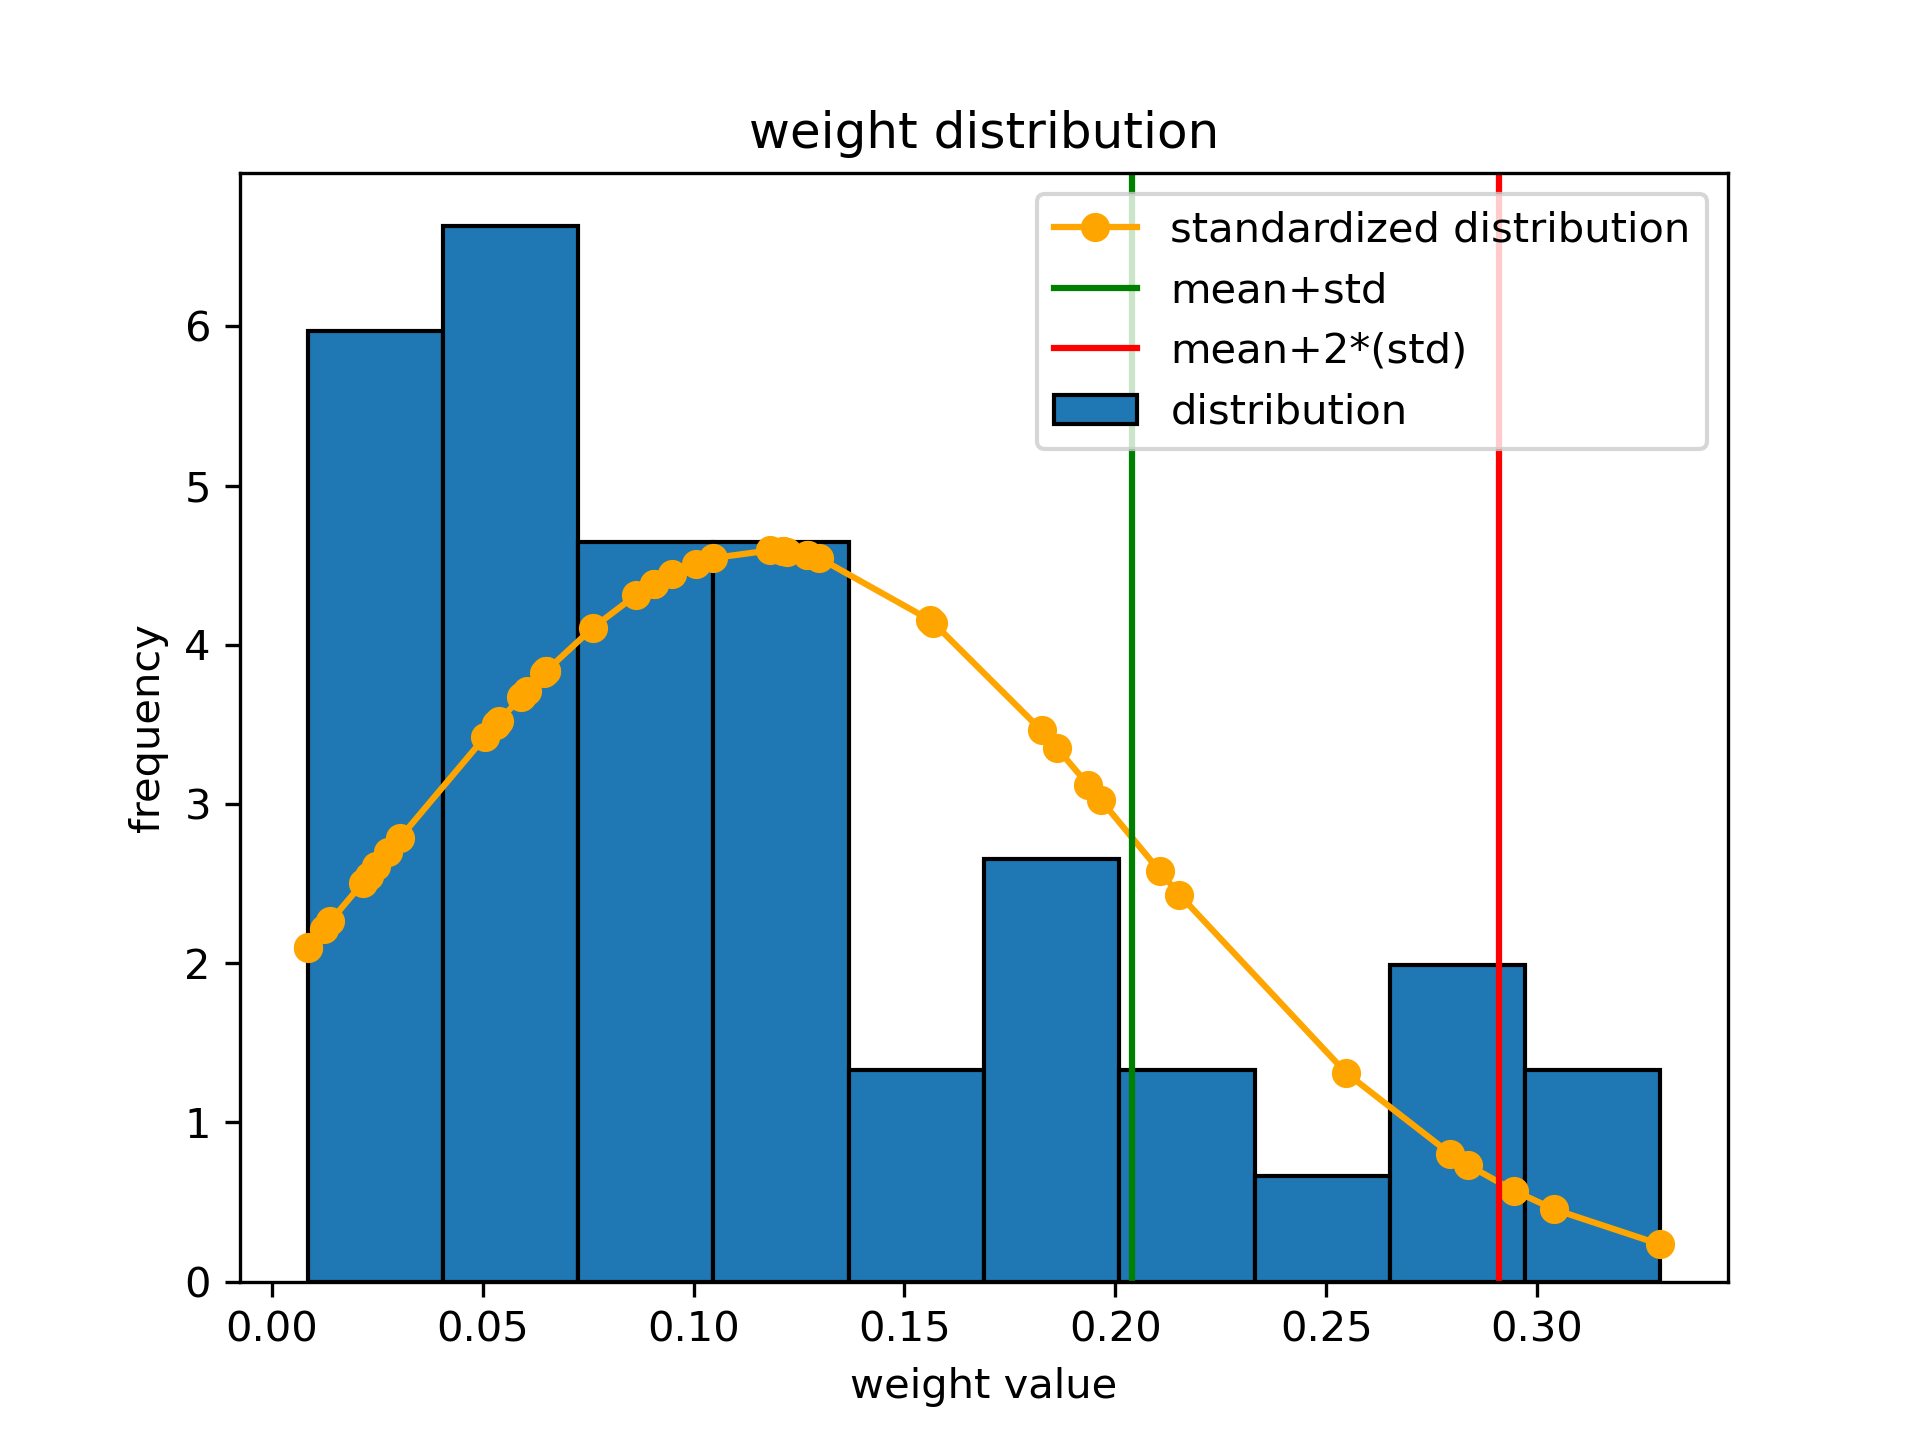 weight distribution
standardized distribution
mean+std
mean+2*(std)
distribution
frequency
6
5
4
3
2
1
0
0.00 0.05 0.10 0.15 0.20 0.25 0.30
weight value